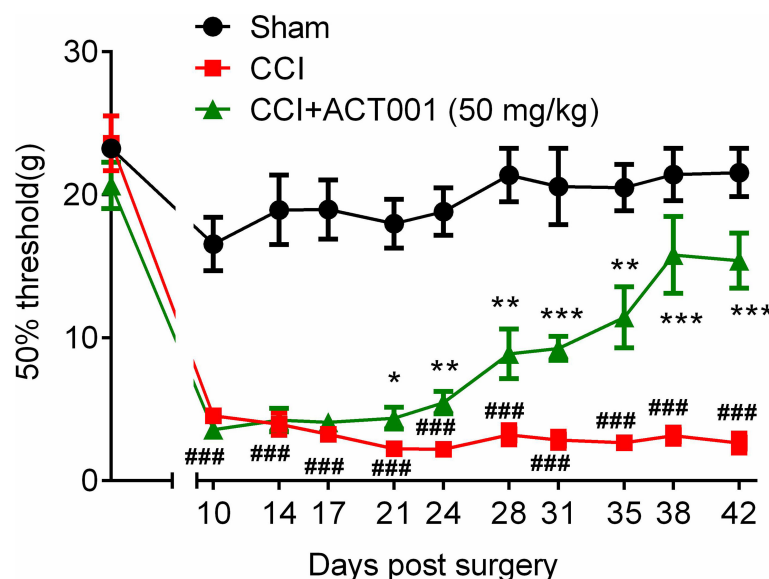 Sham
CCI
CCI+ACT001 (50 mg/kg)
50% threshold(g)
30
20
10
0
* ** ** *** ** *** ***
### ### ### ### ### ### ### ### ### ###
10 14 17 21 24 28 31 35 38 42
Days post surgery